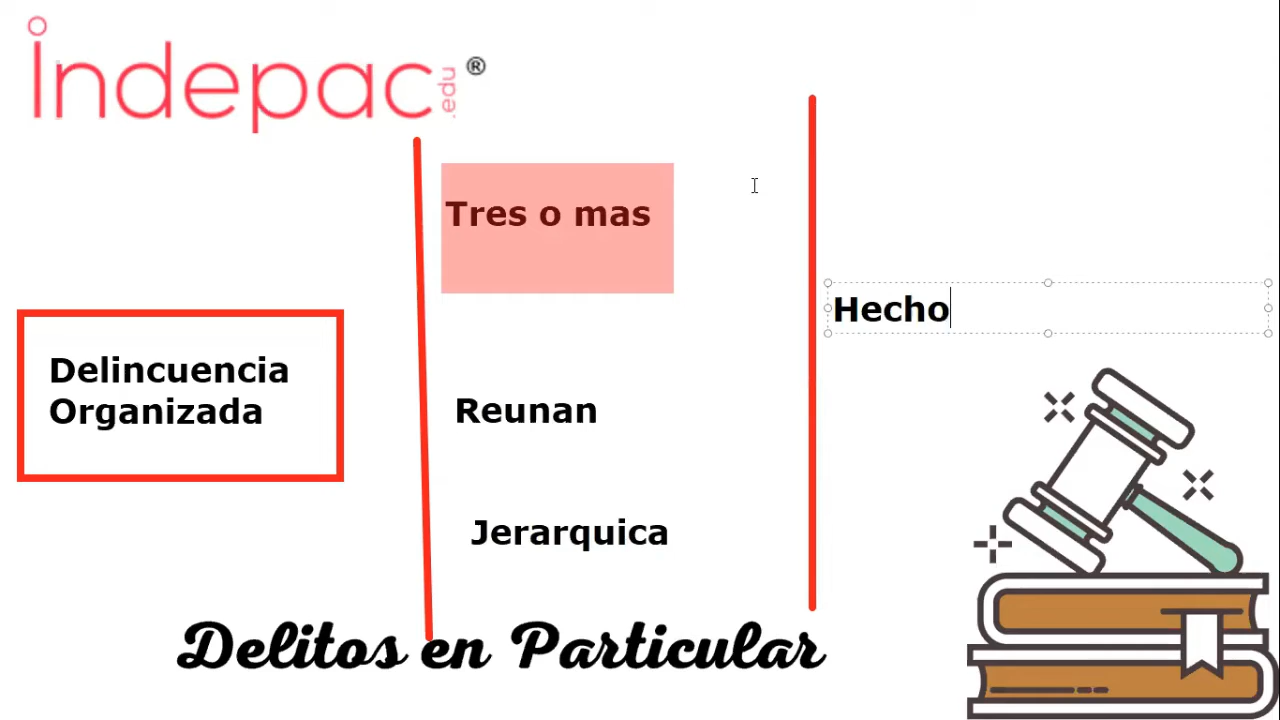 indepac
.edu
®
Tres o mas
Hecho
Delincuencia
Organizada
Reunan
Jerarquica
Delitos en Particular